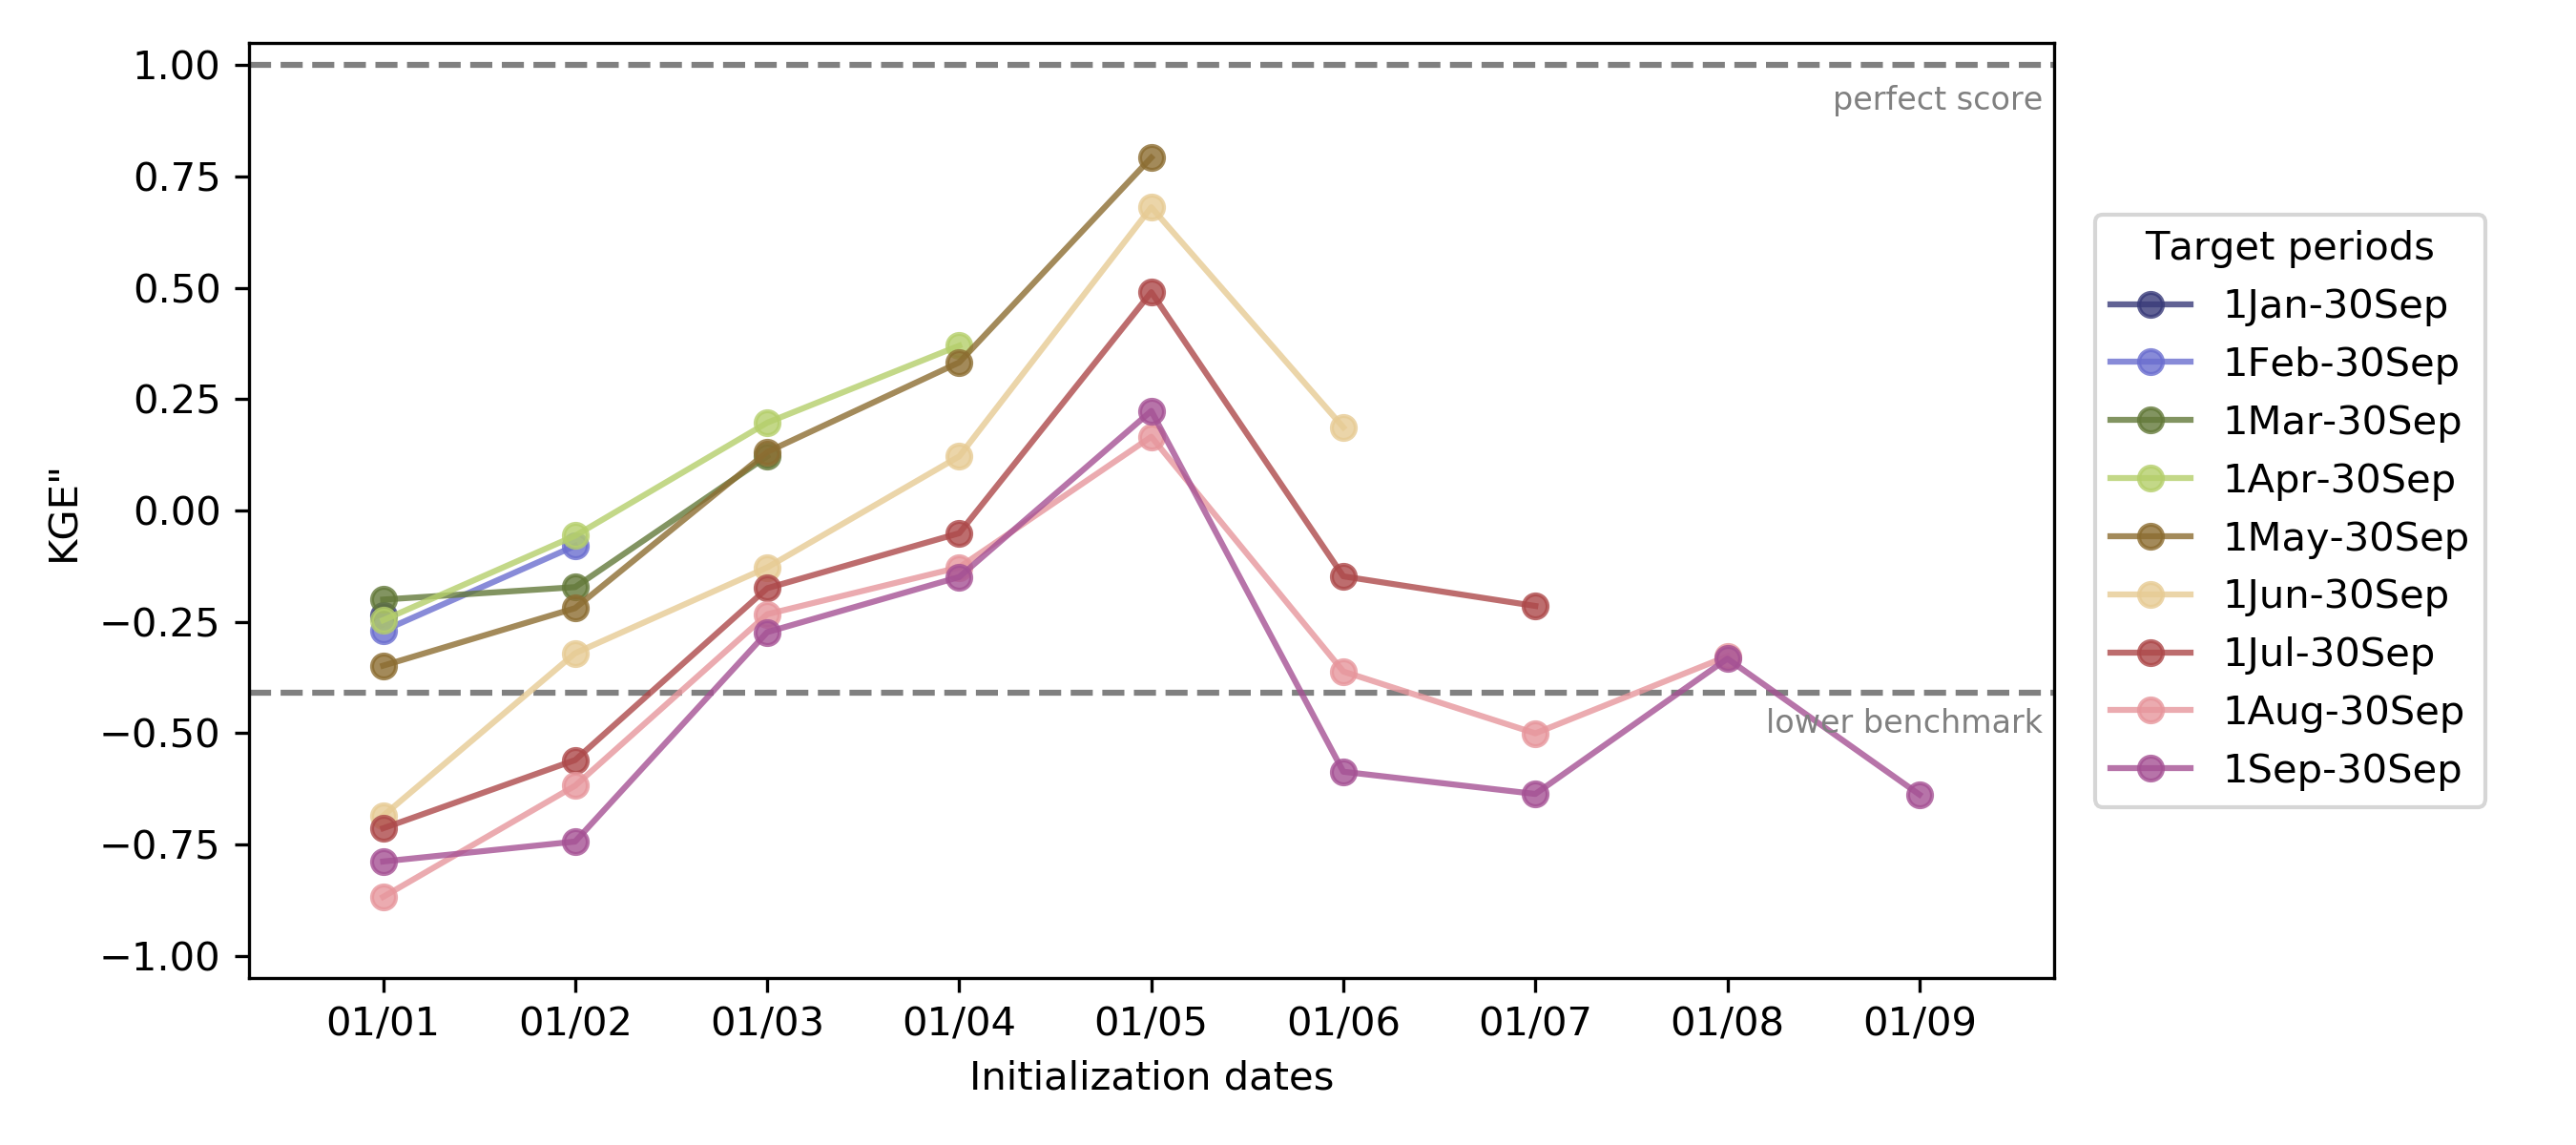 1.00
0.75
0.50
0.25
0.00
−0.25
−0.50
−0.75
−1.00
KGE"
perfect score
lower benchmark
01/01 01/02 01/03 01/04 01/05 01/06 01/07 01/08 01/09
Initialization dates
Target periods
1Jan-30Sep
1Feb-30Sep
1Mar-30Sep
1Apr-30Sep
1May-30Sep
1Jun-30Sep
1Jul-30Sep
1Aug-30Sep
1Sep-30Sep